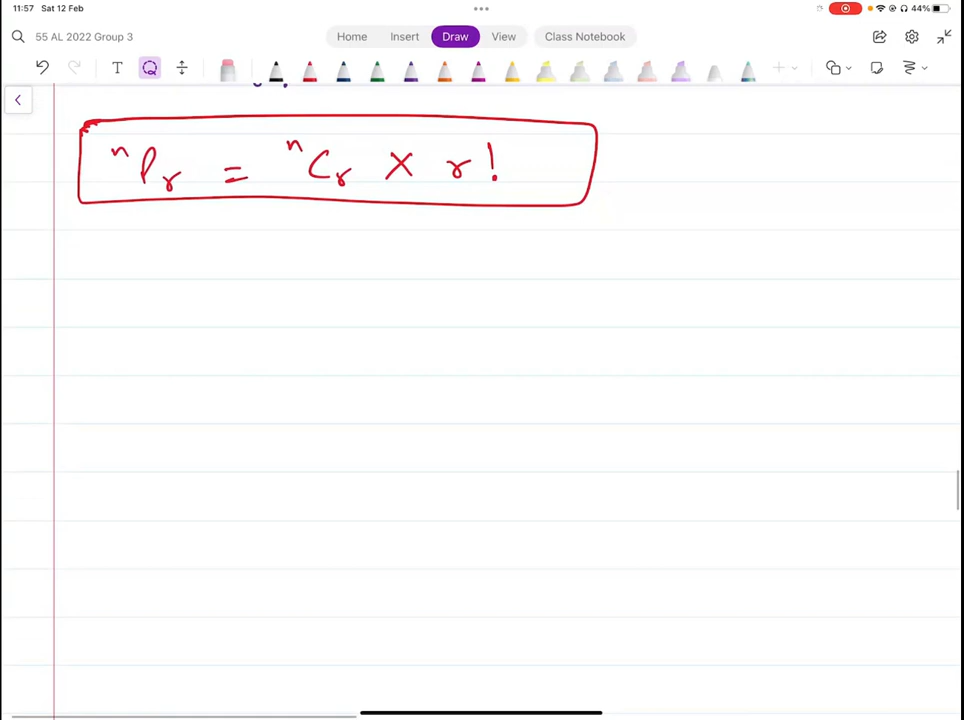 11:57 Sat 12 Feb
44%
55 AL 2022 Group 3
Home Insert Draw View Class Notebook
T
ⁿPᵣ = ⁿCᵣ × r!